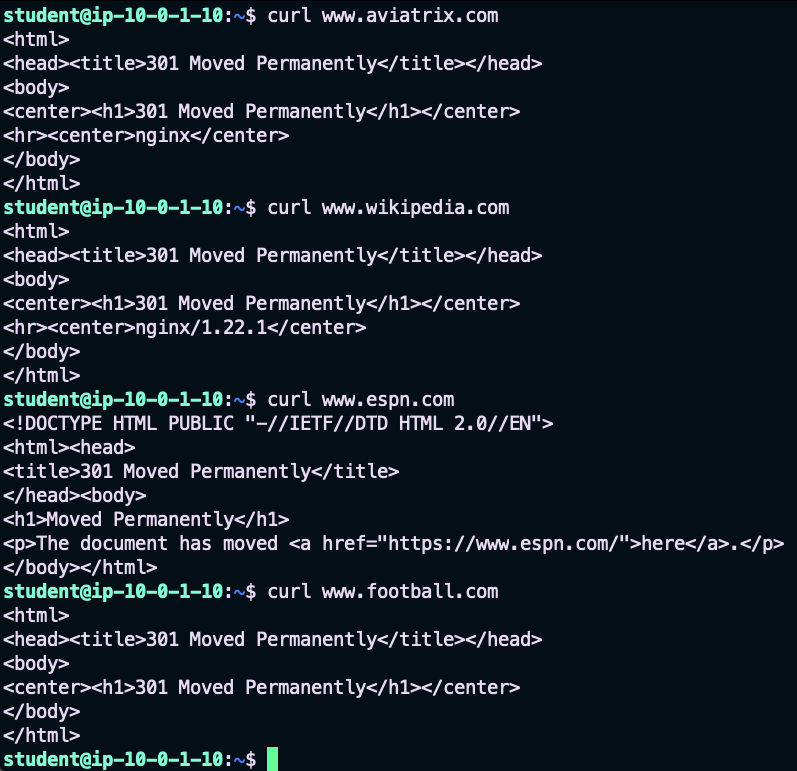 student@ip-10-0-1-10:~$ curl www.aviatrix.com
<html>
<head><title>301 Moved Permanently</title></head>
<body>
<center><h1>301 Moved Permanently</h1></center>
<hr><center>nginx</center>
</body>
</html>
student@ip-10-0-1-10:~$ curl www.wikipedia.com
<html>
<head><title>301 Moved Permanently</title></head>
<body>
<center><h1>301 Moved Permanently</h1></center>
<hr><center>nginx/1.22.1</center>
</body>
</html>
student@ip-10-0-1-10:~$ curl www.espn.com
<!DOCTYPE HTML PUBLIC "-//IETF//DTD HTML 2.0//EN">
<html><head>
<title>301 Moved Permanently</title>
</head><body>
<h1>Moved Permanently</h1>
<p>The document has moved <a href="https://www.espn.com/">here</a>.</p>
</body></html>
student@ip-10-0-1-10:~$ curl www.football.com
<html>
<head><title>301 Moved Permanently</title></head>
<body>
<center><h1>301 Moved Permanently</h1></center>
</body>
</html>
student@ip-10-0-1-10:~$